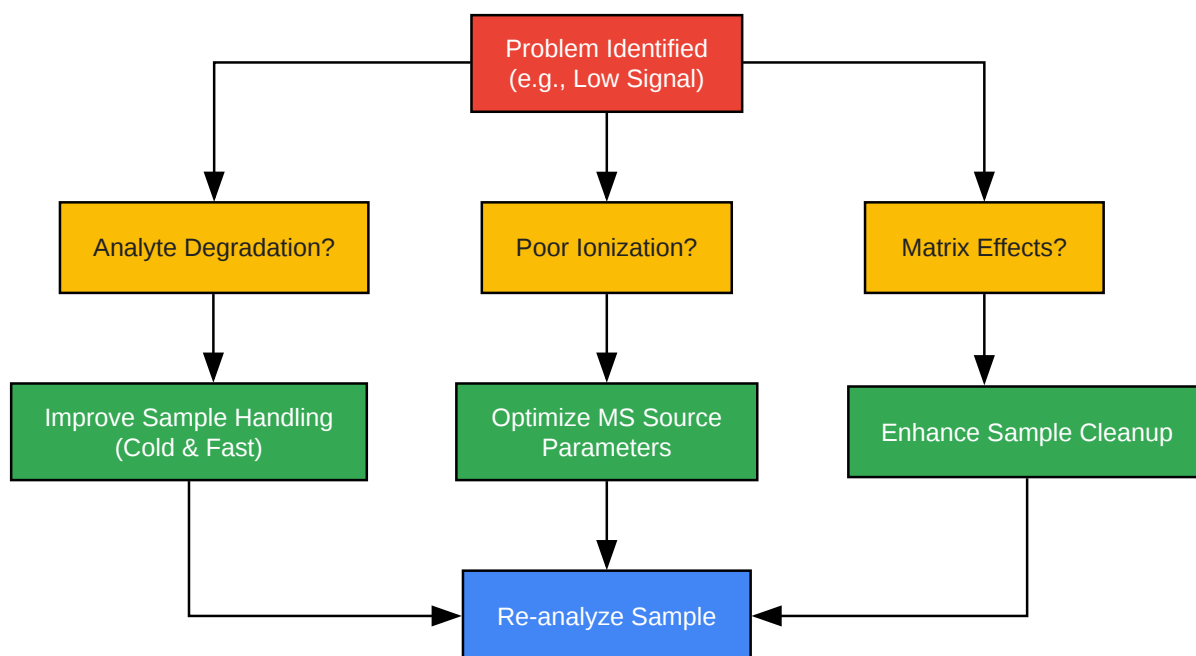 Problem Identified
(e.g., Low Signal)
Analyte Degradation?
Poor Ionization?
Matrix Effects?
Improve Sample Handling
(Cold & Fast)
Optimize MS Source
Parameters
Enhance Sample Cleanup
Re-analyze Sample